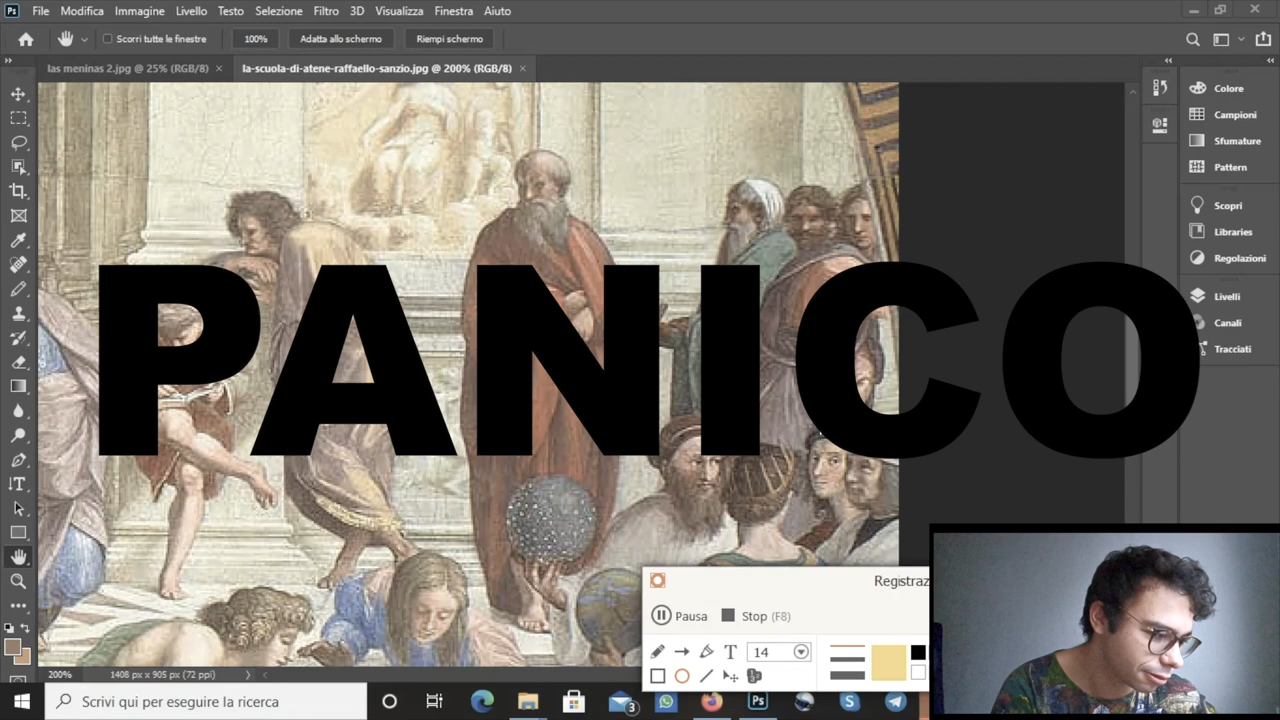 Ps File Modifica Immagine Livello Testo Selezione Filtro 3D Visualizza Finestra Aiuto
Scorri tutte le finestre 100% Adatta allo schermo Riempi schermo
las meninas 2.jpg @ 25% (RGB/8) × la-scuola-di-atene-raffaello-sanzio.jpg @ 200% (RGB/8) ×
Colore
Campioni
Sfumature
Pattern
Scopri
Libraries
Regolazioni
Livelli
Canali
Tracciati
PANICO
Registraz
Pausa Stop (F8)
T 14
200% 1408 px x 905 px (72 ppi)
Scrivi qui per eseguire la ricerca
3
Ps